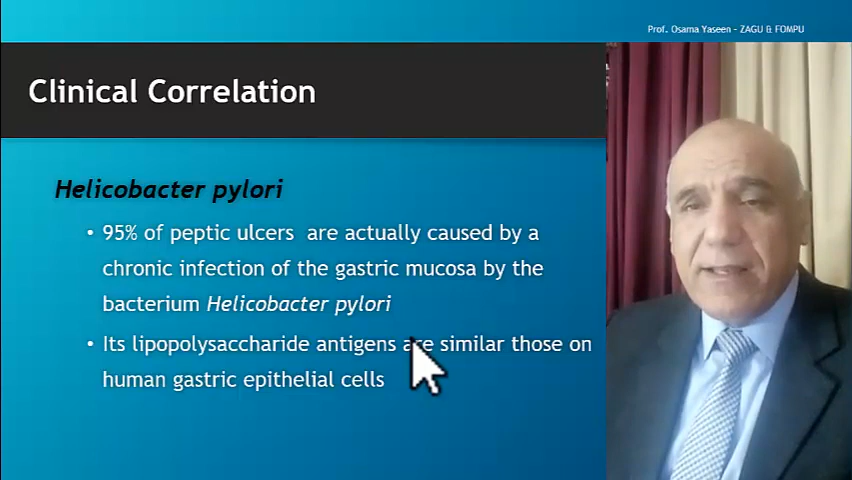 Prof. Osama Yaseen - ZAGU & FOMPU
Clinical Correlation
Helicobacter pylori
• 95% of peptic ulcers are actually caused by a
chronic infection of the gastric mucosa by the
bacterium Helicobacter pylori
• Its lipopolysaccharide antigens are similar those on
human gastric epithelial cells